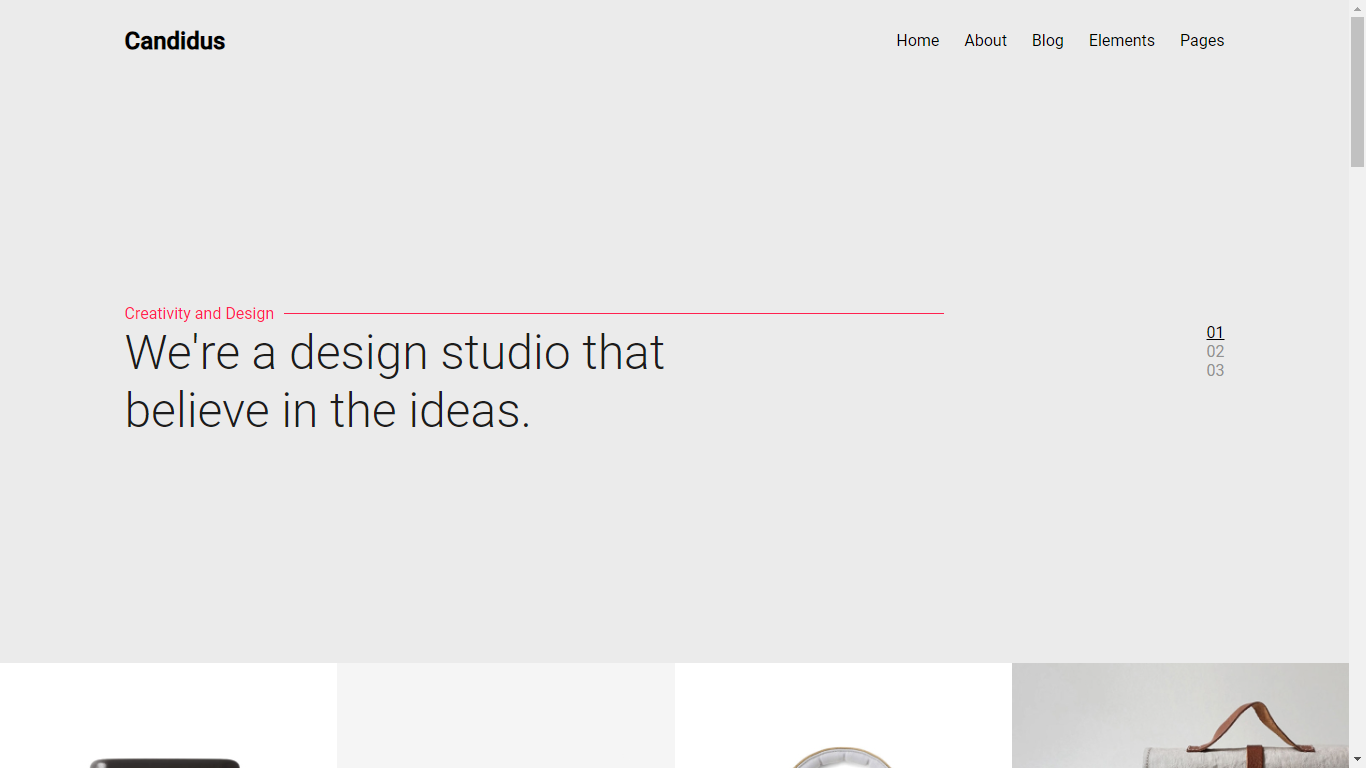 Candidus
Home About Blog Elements Pages
Creativity and Design
We're a design studio that
believe in the ideas.
01
02
03